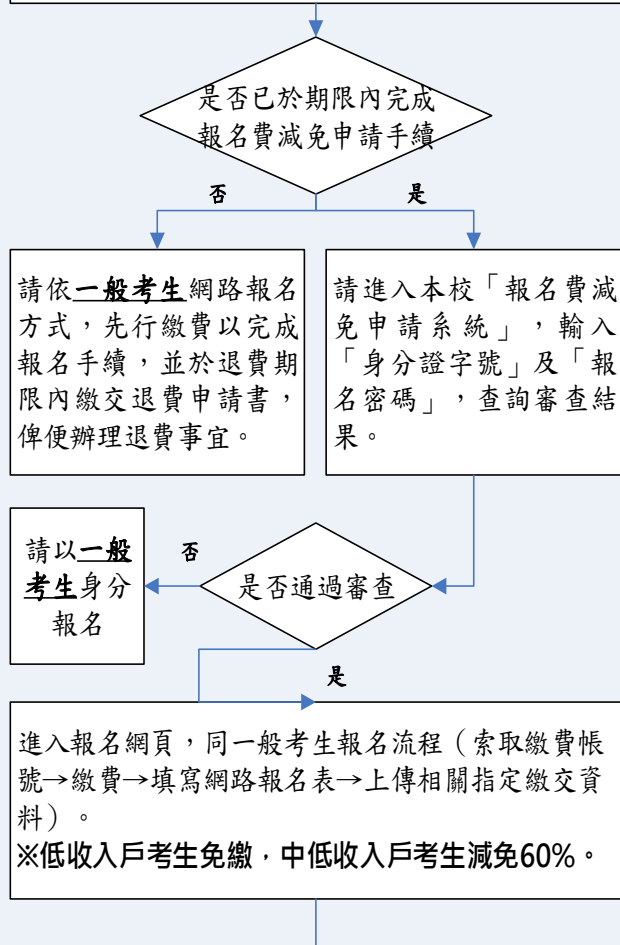 是否已於期限內完成
報名費減免申請手續
否
是
請依一般考生網路報名
方式，先行繳費以完成
報名手續，並於退費期
限內繳交退費申請書，
俾便辦理退費事宜。
請進入本校「報名費減
免申請系統」，輸入
「身分證字號」及「報
名密碼」，查詢審查結
果。
請以一般
考生身分
報名
否
是否通過審查
是
進入報名網頁，同一般考生報名流程（索取繳費帳
號→繳費→填寫網路報名表→上傳相關指定繳交資
料）。
※低收入戶考生免繳，中低收入戶考生減免60%。